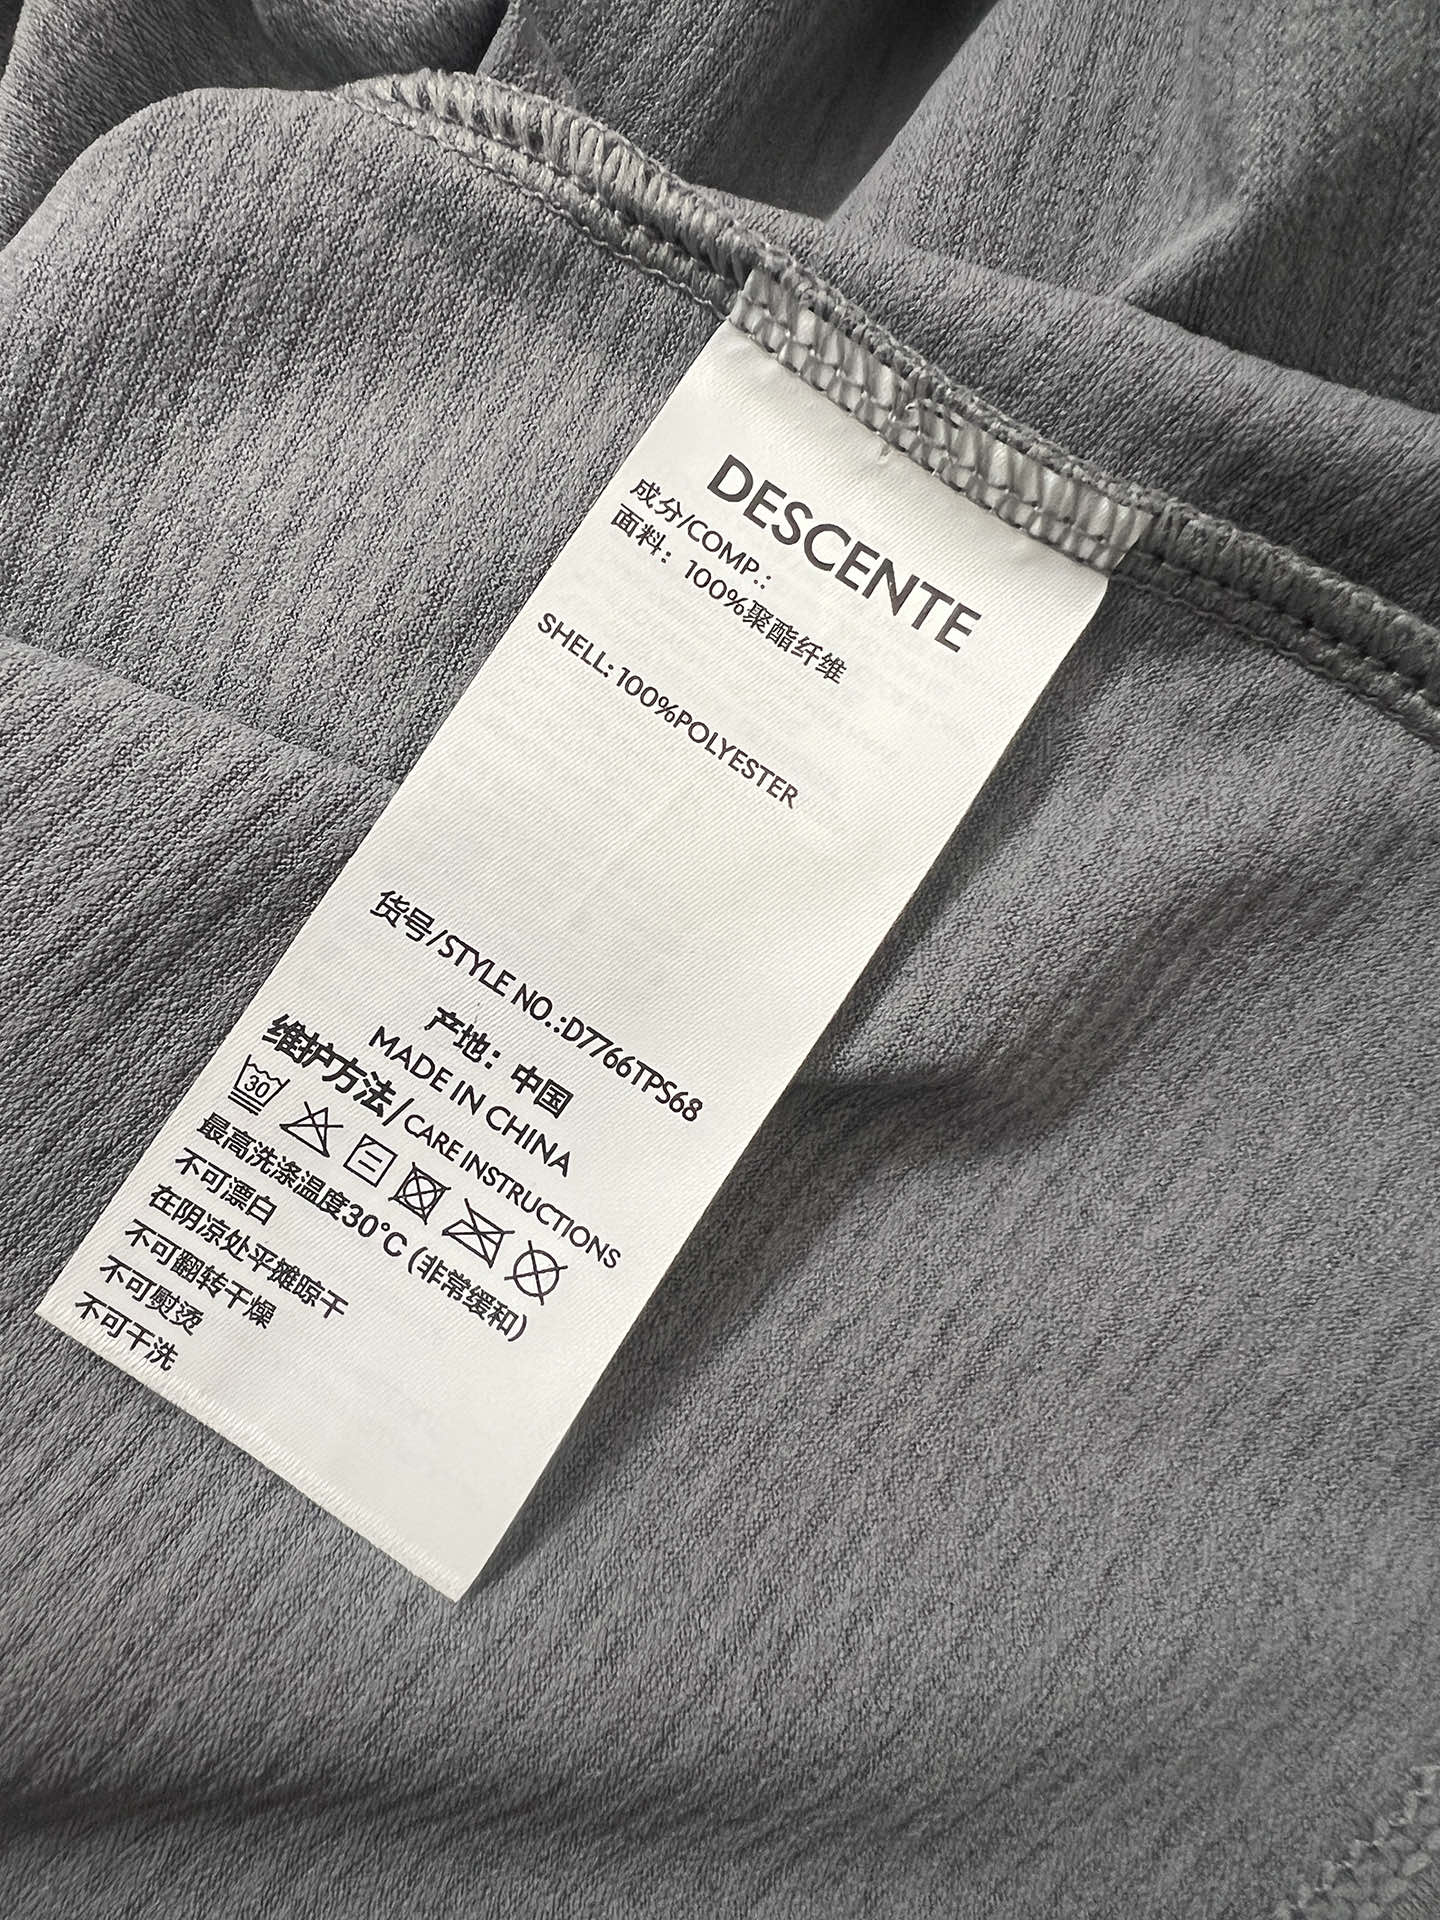 DESCENTE
成分/COMP.:
面料：100%聚酯纤维
SHELL: 100%POLYESTER
货号/STYLE NO.:D7766TPS68
产地：中国
MADE IN CHINA
维护方法/CARE INSTRUCTIONS
30
最高洗涤温度30°C (非常缓和)
不可漂白
在阴凉处平摊晾干
不可翻转干燥
不可熨烫
不可干洗